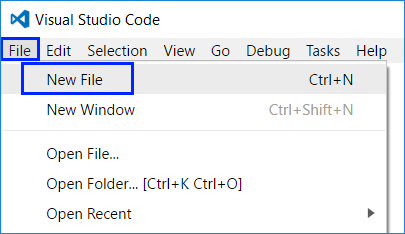 Visual Studio Code
File Edit Selection View Go Debug Tasks Help
New File Ctrl+N
New Window Ctrl+Shift+N
Open File...
Open Folder... [Ctrl+K Ctrl+O]
Open Recent